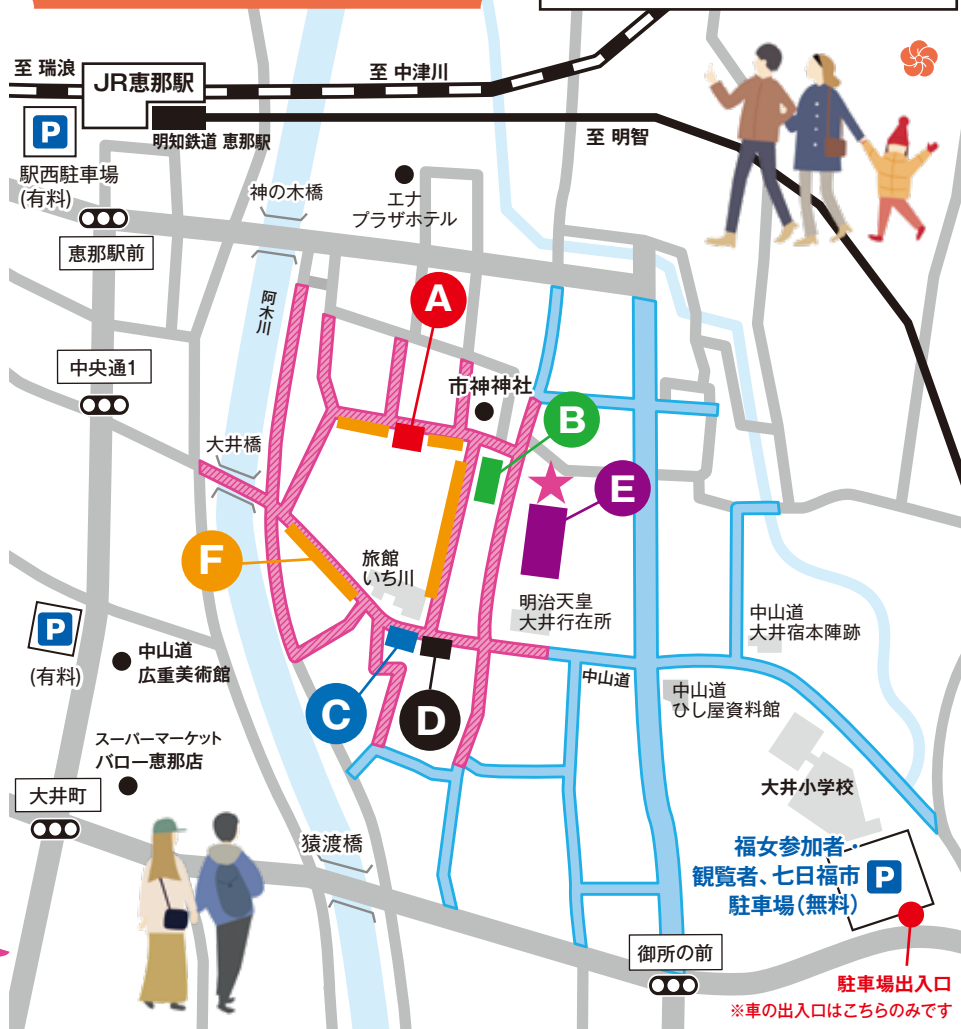 至 瑞浪
JR恵那駅
至 中津川
P
明知鉄道 恵那駅
至 明智
駅西駐車場
(有料)
神の木橋
エナ
プラザホテル
恵那駅前
阿木川
A
中央通1
市神神社
B
大井橋
E
F
旅館
いち川
明治天皇
大井行在所
中山道
大井宿本陣跡
P
(有料)
中山道
広重美術館
中山道
中山道
ひし屋資料館
C
D
スーパーマーケット
バロー恵那店
大井小学校
大井町
猿渡橋
福女参加者・
観覧者、七日福市
駐車場(無料)
P
御所の前
駐車場出入口
※車の出入口はこちらのみです